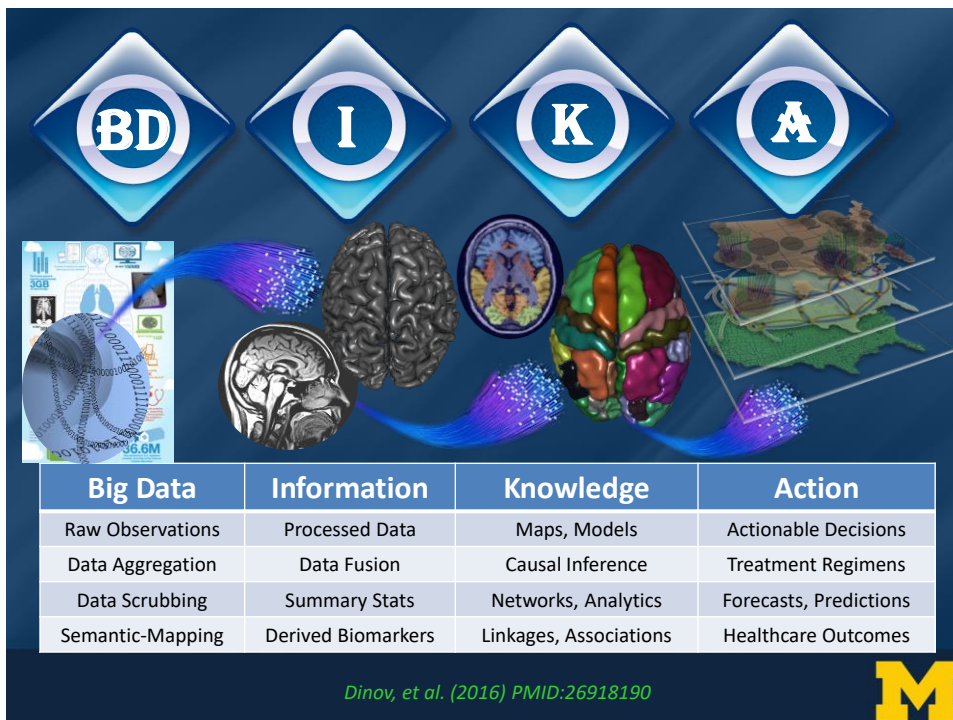 BD I K A
3GB
36.6M
Big Data Information Knowledge Action
Raw Observations Processed Data Maps, Models Actionable Decisions
Data Aggregation Data Fusion Causal Inference Treatment Regimens
Data Scrubbing Summary Stats Networks, Analytics Forecasts, Predictions
Semantic-Mapping Derived Biomarkers Linkages, Associations Healthcare Outcomes
Dinov, et al. (2016) PMID:26918190
M